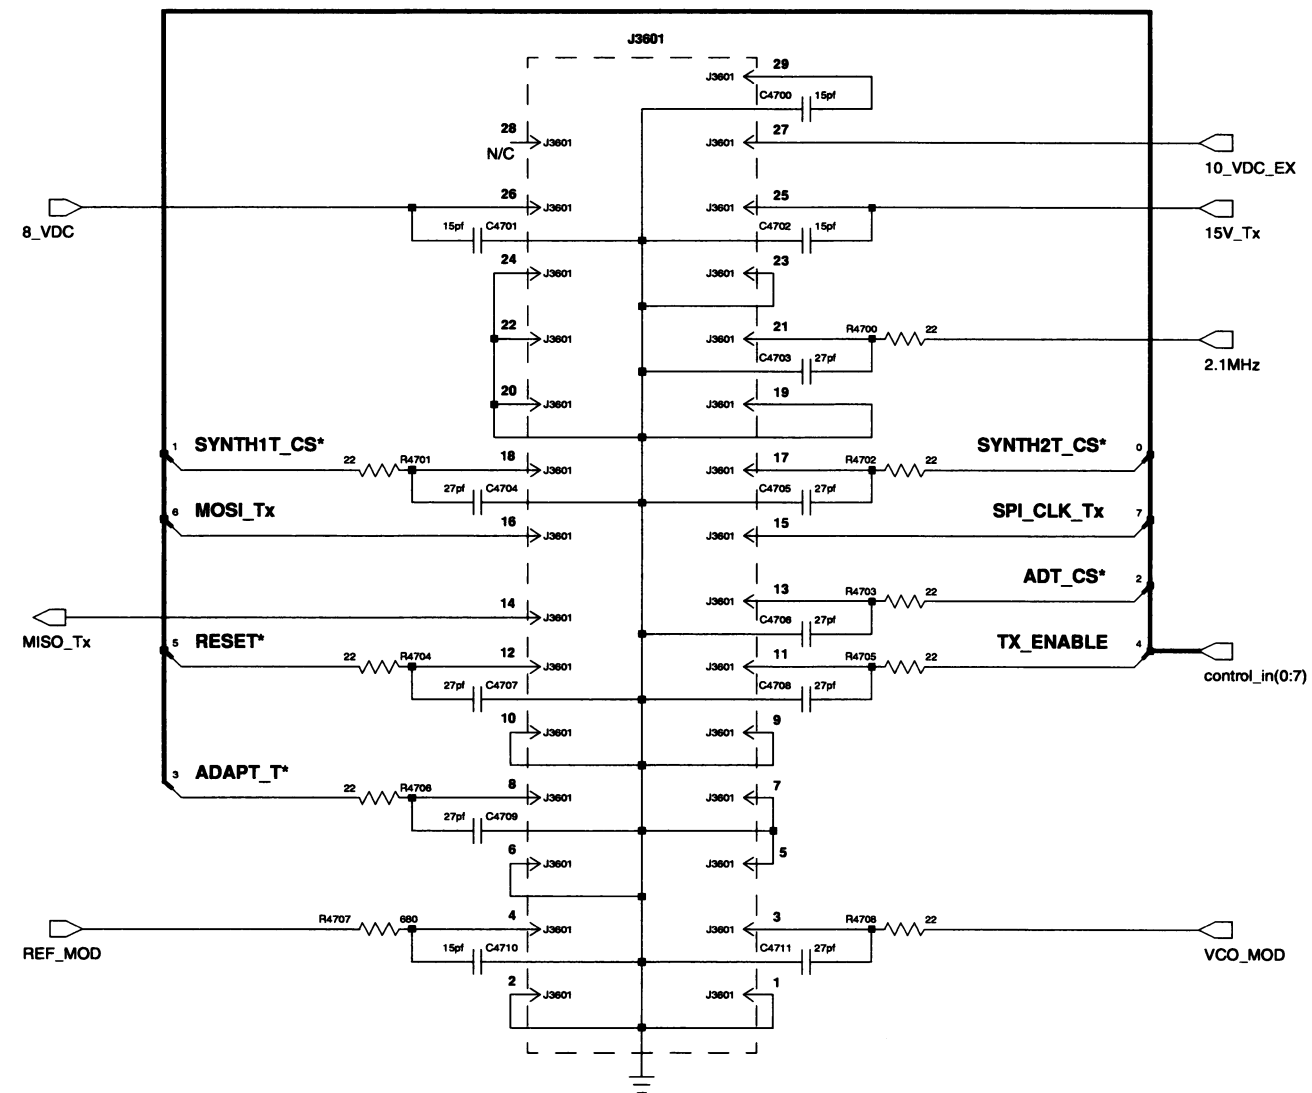 J3601
J3601 29
C4700 15pf
28 J3601 J3601 27
N/C
10_VDC_EX
26 J3601 J3601 25
8_VDC 15pf C4701 C4702 15pf 15V_Tx
24 J3601 J3601 23
22 J3601 J3601 21 R4700 22
C4703 27pf 2.1MHz
20 J3601 J3601 19
1 SYNTH1T_CS* SYNTH2T_CS* 0
22 R4701 18 J3601 J3601 17 R4702 22
27pf C4704 C4705 27pf
6 MOSI_Tx SPI_CLK_Tx 7
16 J3601 J3601 15
ADT_CS* 2
J3601 13 R4703 22
14 J3601
C4706 27pf
MISO_Tx
5 RESET* TX_ENABLE 4
22 R4704 12 J3601 J3601 11 R4705 22
control_in(0:7)
27pf C4707 C4708 27pf
10 J3601 J3601 9
3 ADAPT_T*
22 R4706 8 J3601 J3601 7
27pf C4709
6 J3601 J3601 5
R4707 680 4 J3601 J3601 3 R4708 22
REF_MOD 15pf C4710 C4711 27pf VCO_MOD
2 J3601 J3601 1